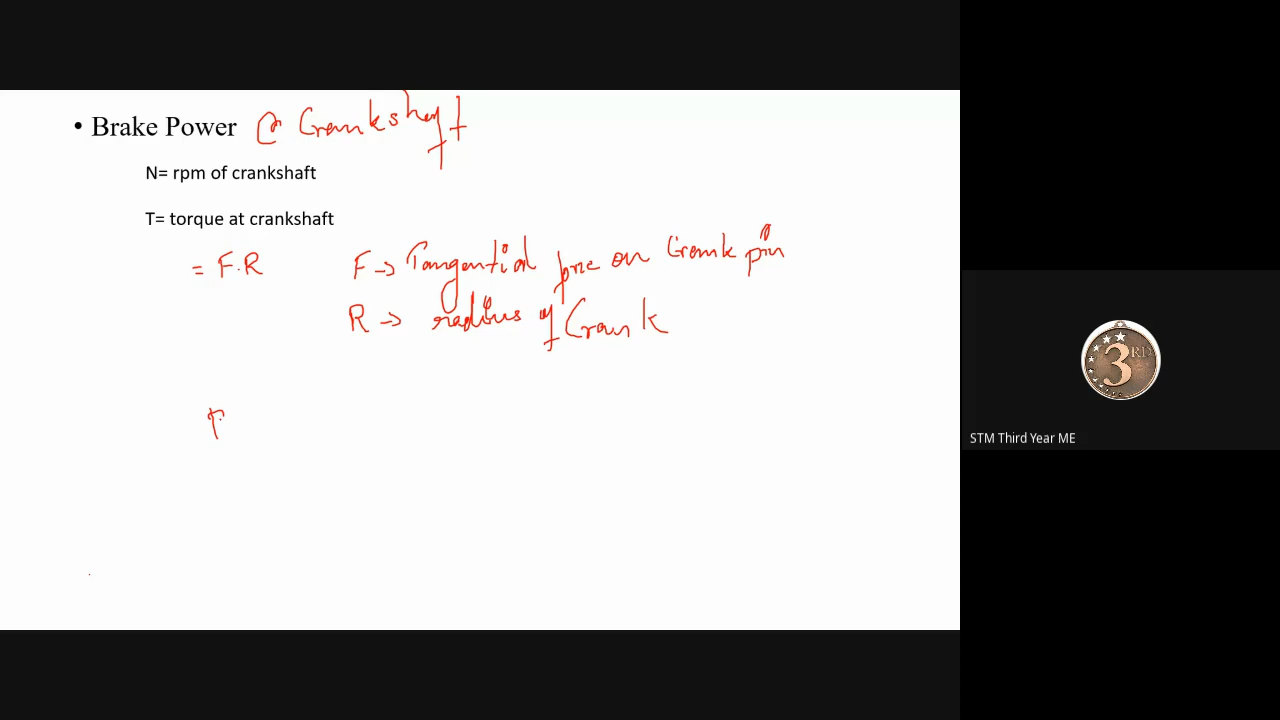 • Brake Power @ Crankshaft
N= rpm of crankshaft
T= torque at crankshaft
= F.R F → Tangential force on Crank pin
R → radius of Crank
3RD
STM Third Year ME